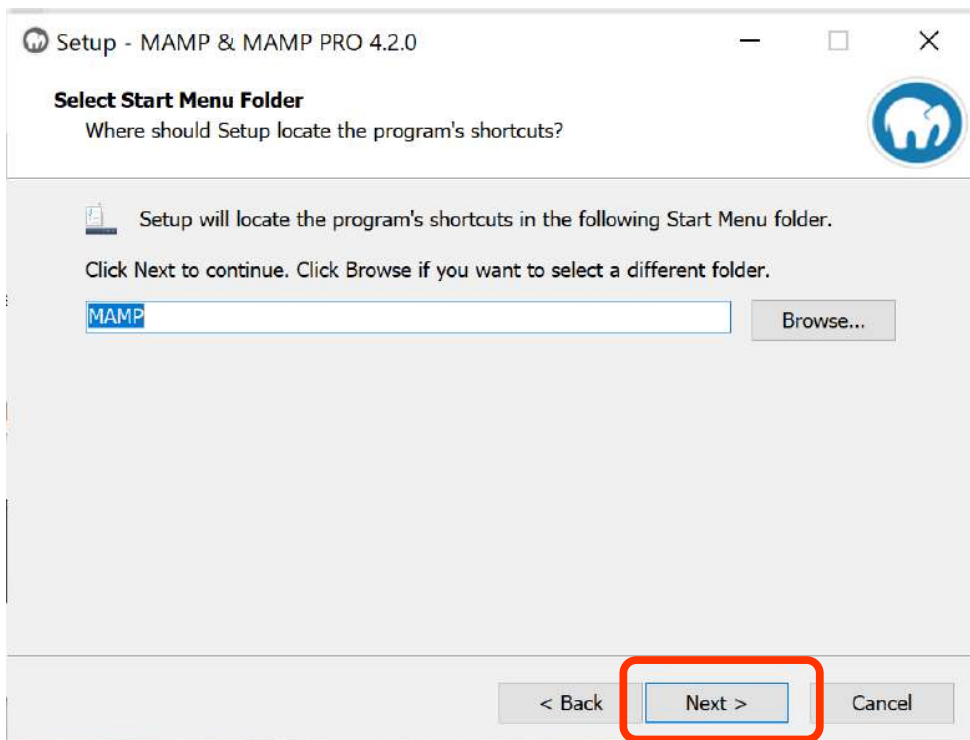 Setup - MAMP & MAMP PRO 4.2.0
Select Start Menu Folder
Where should Setup locate the program's shortcuts?
Setup will locate the program's shortcuts in the following Start Menu folder.
Click Next to continue. Click Browse if you want to select a different folder.
MAMP
Browse...
< Back
Next >
Cancel